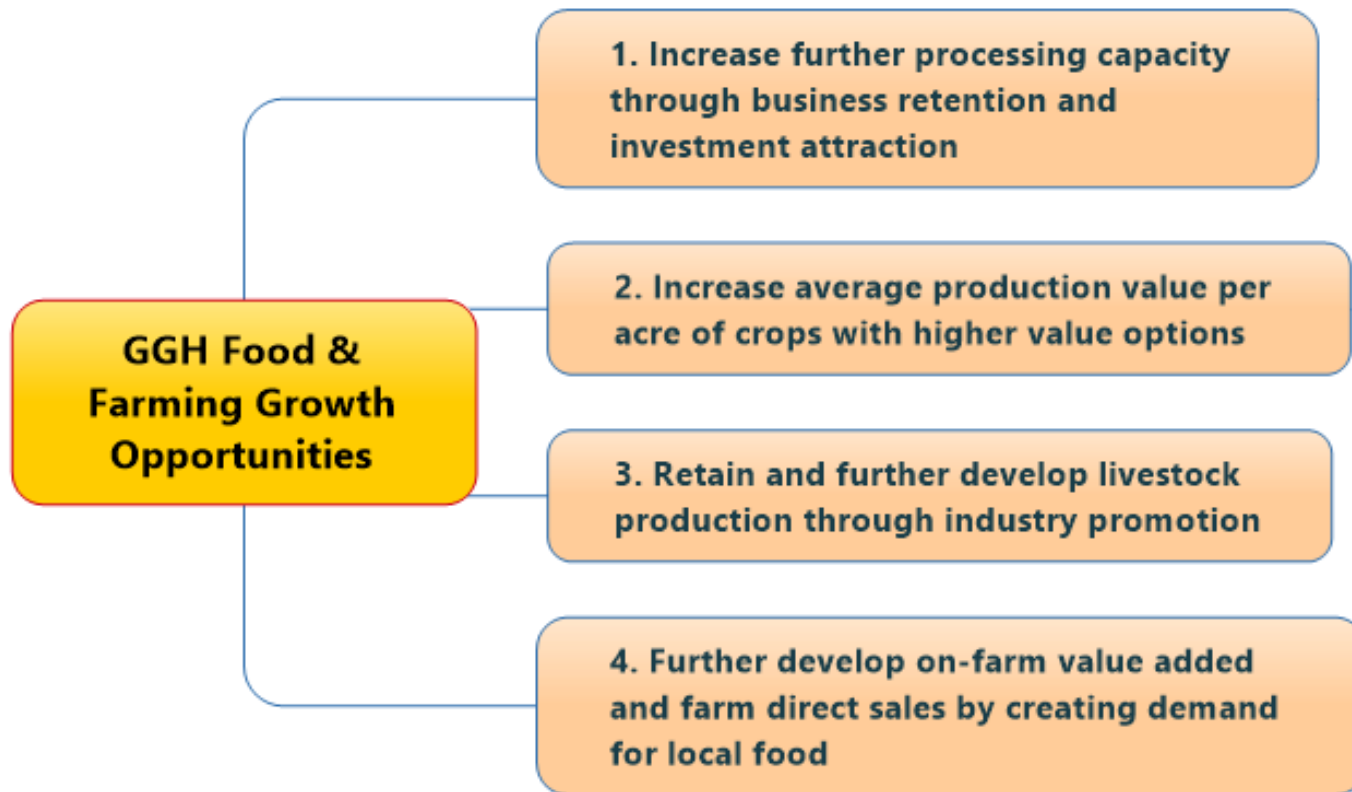 GGH Food &
Farming Growth
Opportunities
1. Increase further processing capacity
through business retention and
investment attraction
2. Increase average production value per
acre of crops with higher value options
3. Retain and further develop livestock
production through industry promotion
4. Further develop on-farm value added
and farm direct sales by creating demand
for local food